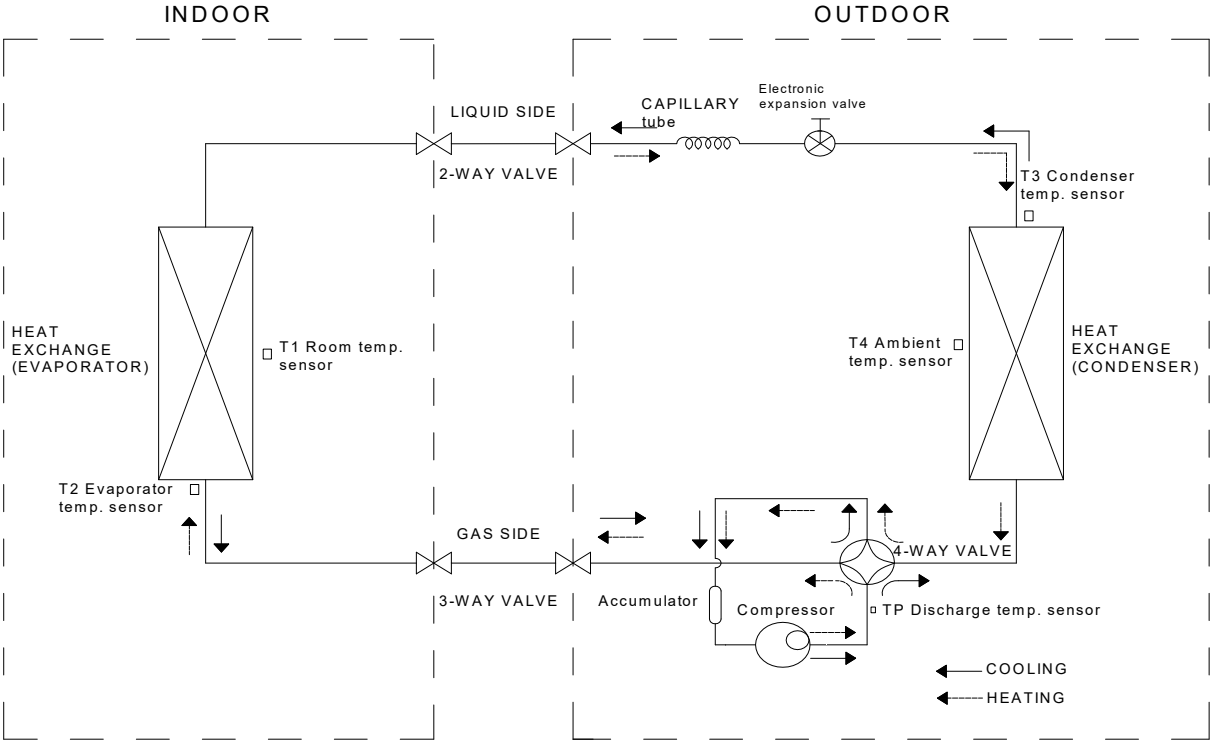 INDOOR
OUTDOOR
Electronic
expansion valve
CAPILLARY
tube
LIQUID SIDE
2-WAY VALVE
T3 Condenser
temp. sensor
HEAT
EXCHANGE
(EVAPORATOR)
T1 Room temp.
sensor
T4 Ambient
temp. sensor
HEAT
EXCHANGE
(CONDENSER)
T2 Evaporator
temp. sensor
GAS SIDE
3-WAY VALVE
4-WAY VALVE
Accumulator
Compressor
TP Discharge temp. sensor
COOLING
HEATING